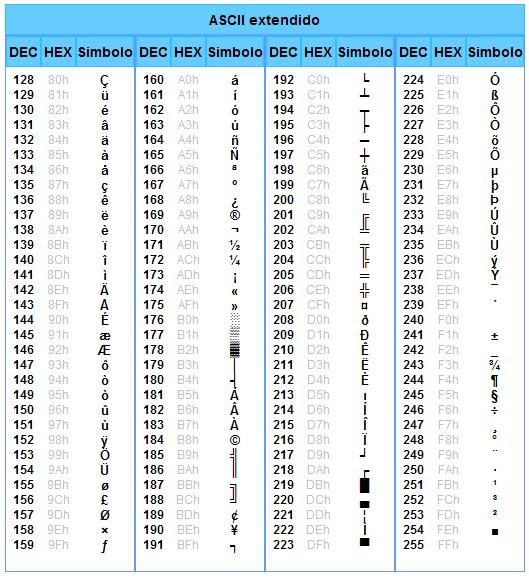 ASCII extendido
DEC HEX Simbolo DEC HEX Simbolo DEC HEX Simbolo DEC HEX Simbolo
128 80h Ç 160 A0h á 192 C0h └ 224 E0h Ó
129 81h ü 161 A1h í 193 C1h ┴ 225 E1h ß
130 82h é 162 A2h ó 194 C2h ┬ 226 E2h Ô
131 83h â 163 A3h ú 195 C3h ├ 227 E3h Ò
132 84h ä 164 A4h ñ 196 C4h ─ 228 E4h õ
133 85h à 165 A5h Ñ 197 C5h ┼ 229 E5h Õ
134 86h å 166 A6h ª 198 C6h ã 230 E6h µ
135 87h ç 167 A7h º 199 C7h Ã 231 E7h þ
136 88h ê 168 A8h ¿ 200 C8h ╚ 232 E8h Þ
137 89h ë 169 A9h ® 201 C9h ╔ 233 E9h Ú
138 8Ah è 170 AAh ¬ 202 CAh ╩ 234 EAh Û
139 8Bh ï 171 ABh ½ 203 CBh ╦ 235 EBh Ù
140 8Ch î 172 ACh ¼ 204 CCh ╠ 236 ECh ý
141 8Dh ì 173 ADh ¡ 205 CDh ═ 237 EDh Ý
142 8Eh Ä 174 AEh « 206 CEh ╬ 238 EEh ¯
143 8Fh Å 175 AFh » 207 CFh ¤ 239 EFh ´
144 90h É 176 B0h ░ 208 D0h ð 240 F0h
145 91h æ 177 B1h ▒ 209 D1h Ð 241 F1h ±
146 92h Æ 178 B2h ▓ 210 D2h Ê 242 F2h ‗
147 93h ô 179 B3h │ 211 D3h Ë 243 F3h ¾
148 94h ö 180 B4h ┤ 212 D4h È 244 F4h ¶
149 95h ò 181 B5h Á 213 D5h ı 245 F5h §
150 96h û 182 B6h Â 214 D6h Í 246 F6h ÷
151 97h ù 183 B7h À 215 D7h Î 247 F7h ¸
152 98h ÿ 184 B8h © 216 D8h Ï 248 F8h °
153 99h Ö 185 B9h ╣ 217 D9h ┘ 249 F9h ¨
154 9Ah Ü 186 BAh ║ 218 DAh ┌ 250 FAh ·
155 9Bh ø 187 BBh ╗ 219 DBh █ 251 FBh ¹
156 9Ch £ 188 BCh ╝ 220 DCh ▄ 252 FCh ³
157 9Dh Ø 189 BDh ¢ 221 DDh ¦ 253 FDh ²
158 9Eh × 190 BEh ¥ 222 DEh Ì 254 FEh ■
159 9Fh ƒ 191 BFh ┐ 223 DFh ▀ 255 FFh